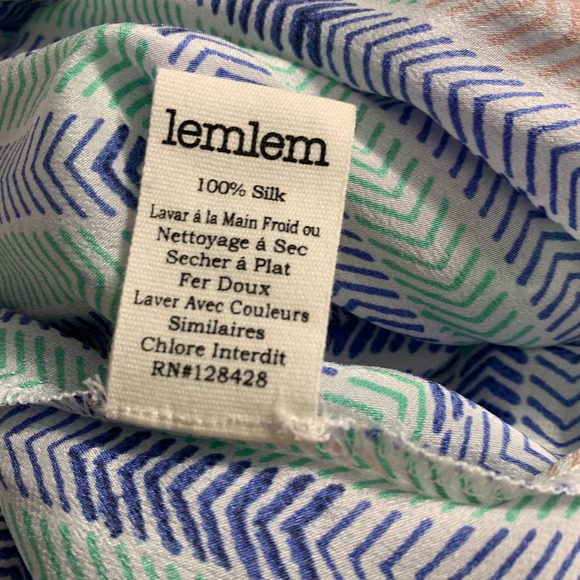 lemlem
100% Silk
Lavar á la Main Froid ou
Nettoyage á Sec
Secher á Plat
Fer Doux
Laver Avec Couleurs
Similaires
Chlore Interdit
RN#128428